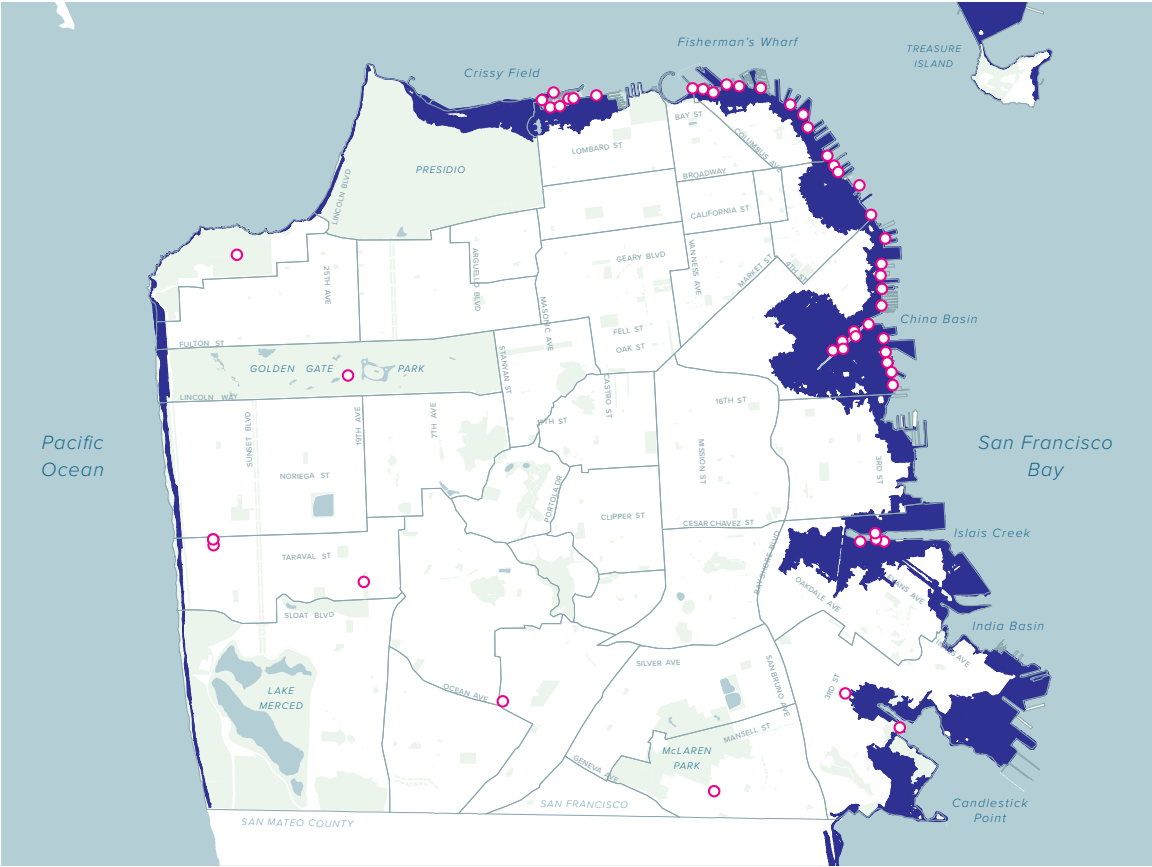 Fisherman's Wharf
TREASURE
ISLAND
Crissy Field
BAY ST
COLUMBUS AVE
LOMBARD ST
PRESIDIO
BROADWAY
LINCOLN BLVD
CALIFORNIA ST
GEARY BLVD
VAN NESS AVE
ARGUELLO BLVD
25TH AVE
MARKET ST
4TH ST
MASONIC AVE
China Basin
FELL ST
OAK ST
FULTON ST
STANYAN ST
GOLDEN GATE PARK
CASTRO ST
LINCOLN WAY
16TH ST
19TH AVE
7TH AVE
SUNSET BLVD
Pacific
Ocean
San Francisco
Bay
MISSION ST
3RD ST
NORIEGA ST
PORTOLA DR
CLIPPER ST
CESAR CHAVEZ ST
Islais Creek
TARAVAL ST
BAYSHORE BLVD
OAKDALE AVE
EVANS AVE
SLOAT BLVD
India Basin
SILVER AVE
SAN BRUNO AVE
3RD ST
OCEAN AVE
LAKE
MERCED
MANSELL ST
McLAREN
PARK
GENEVA AVE
SAN FRANCISCO
SAN MATEO COUNTY
Candlestick
Point